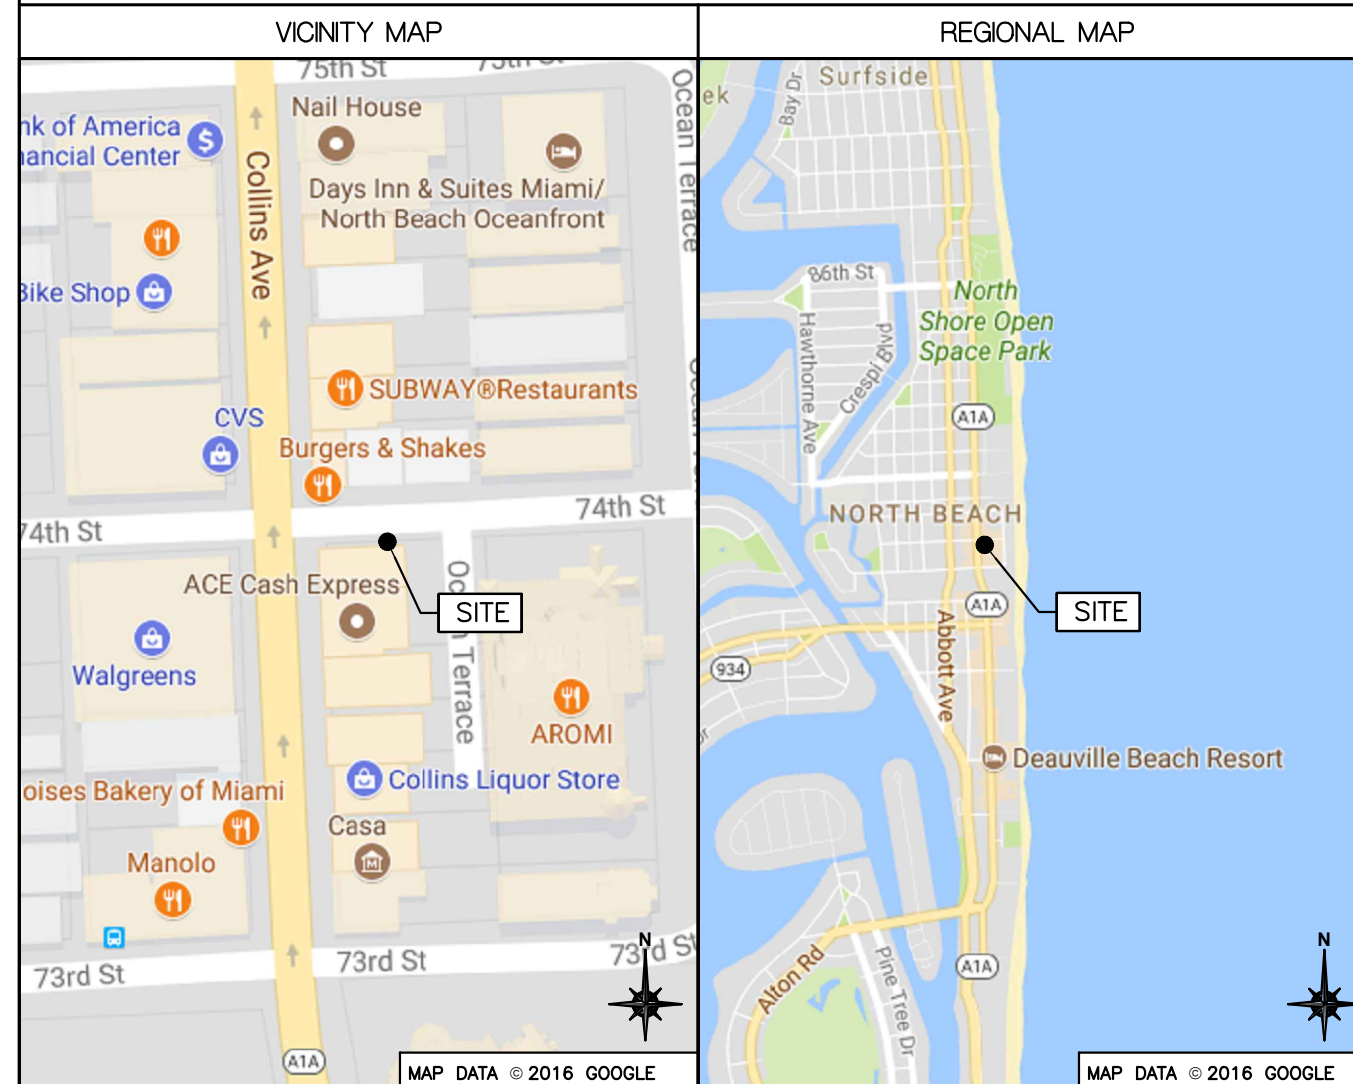 VICINITY MAP
75th St
75th St
Nail House
Ocean Terrace
nk of America
nancial Center
Collins Ave
Days Inn & Suites Miami/
North Beach Oceanfront
Bike Shop
SUBWAY®Restaurants
CVS
Burgers & Shakes
74th St
74th St
ACE Cash Express
SITE
Walgreens
Terrace
AROMI
oises Bakery of Miami
Collins Liquor Store
Casa
Manolo
73rd St
73rd St
73rd St
N
A1A
MAP DATA © 2016 GOOGLE
REGIONAL MAP
Surfside
ek
Bay Dr
86th St
North
Shore Open
Space Park
Hawthorne Ave
Crespi Blvd
A1A
NORTH BEACH
A1A
SITE
Abbott Ave
934
Deauville Beach Resort
Alton Rd
Pine Tree Dr
A1A
N
MAP DATA © 2016 GOOGLE